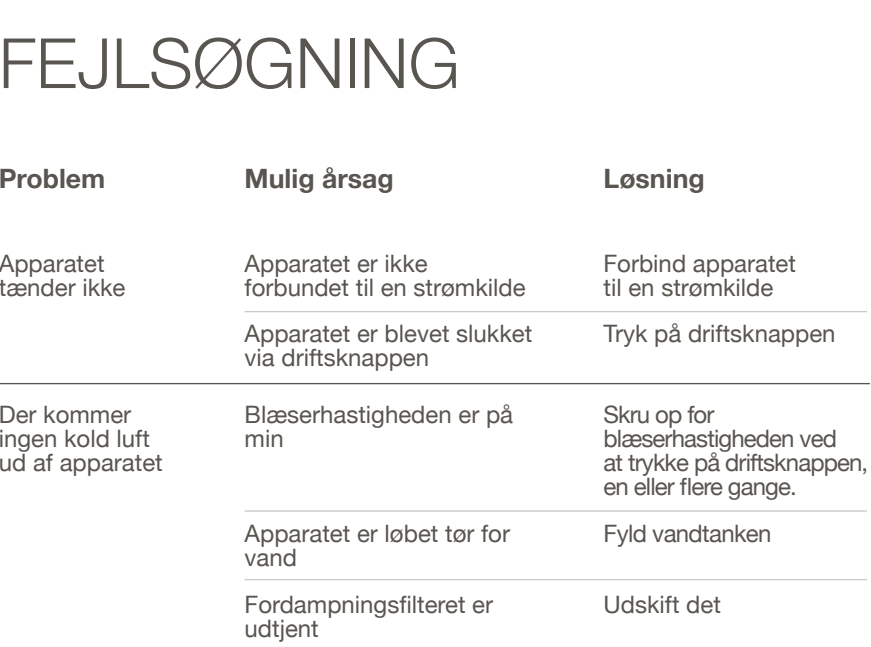 FEJLSØGNING
Problem Mulig årsag Løsning
Apparatet Apparatet er ikke Forbind apparatet
tænder ikke forbundet til en strømkilde til en strømkilde
Apparatet er blevet slukket Tryk på driftsknappen
via driftsknappen
Der kommer Blæserhastigheden er på Skru op for
ingen kold luft min blæserhastigheden ved
ud af apparatet at trykke på driftsknappen,
en eller flere gange.
Apparatet er løbet tør for Fyld vandtanken
vand
Fordampningsfilteret er Udskift det
udtjent